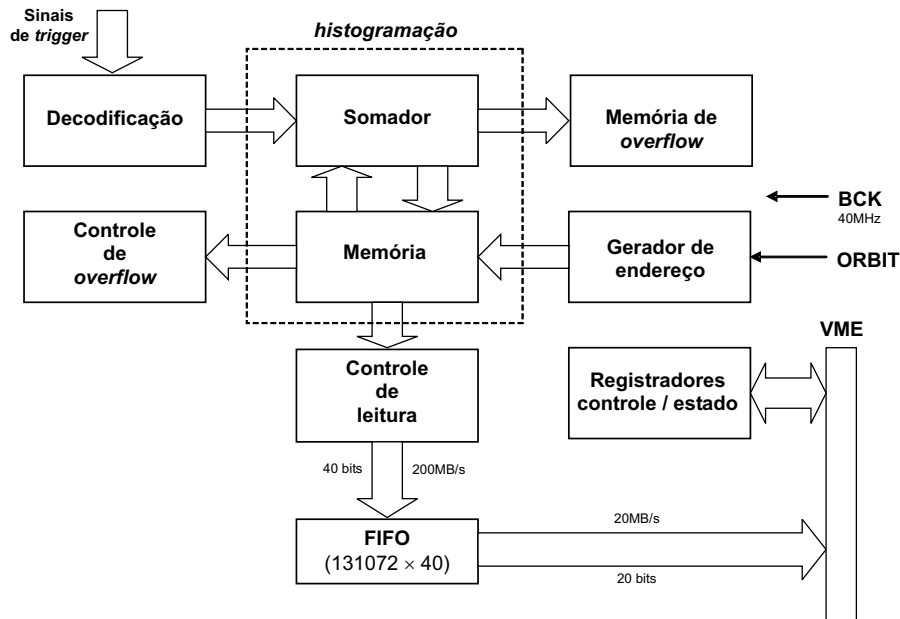 Sinais
de trigger
histogramação
Decodificação
Somador
Memória de
overflow
BCK
40MHz
Controle
de
overflow
Memória
Gerador de
endereço
ORBIT
VME
Controle
de
leitura
Registradores
controle / estado
40 bits
200MB/s
FIFO
(131072 × 40)
20MB/s
20 bits